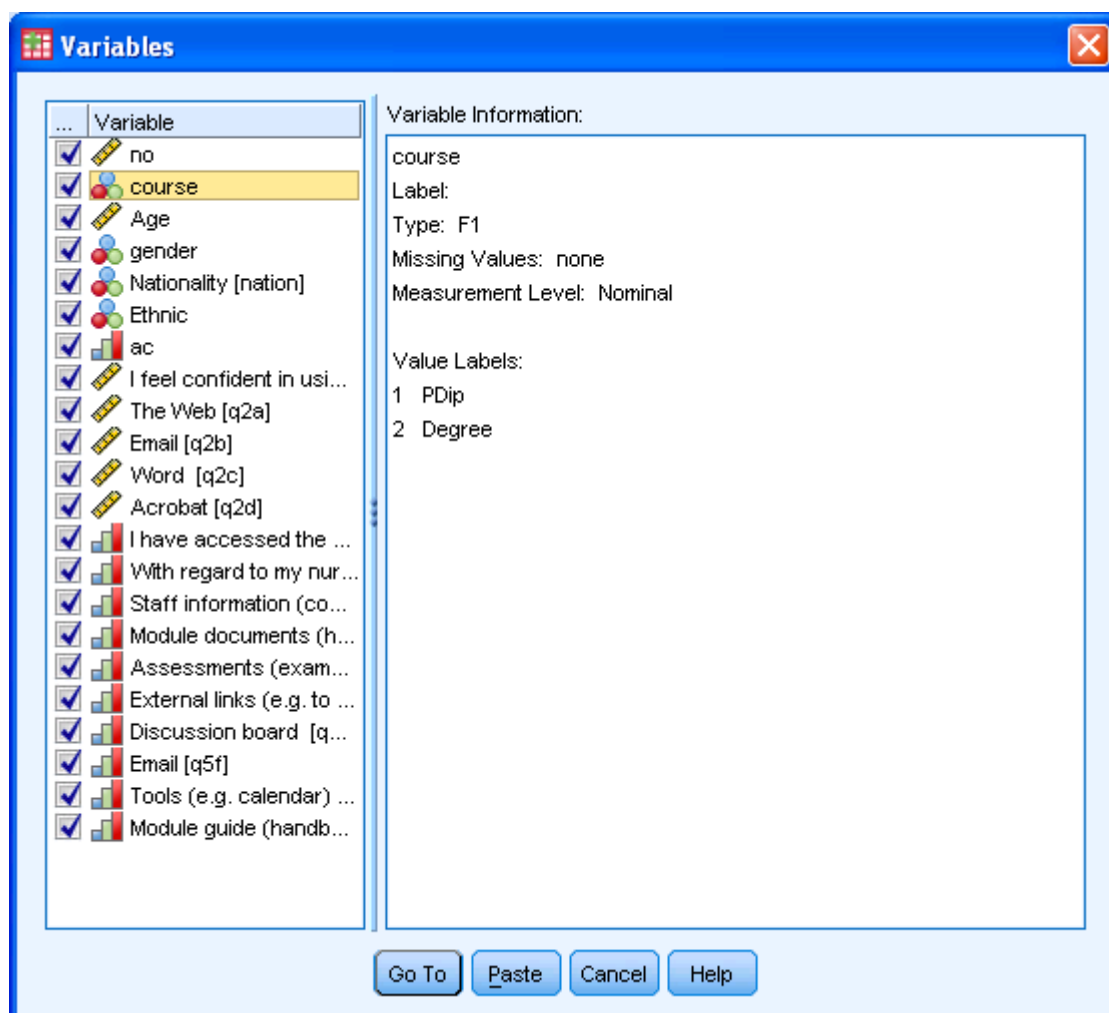 Variables
... Variable
no
course
Age
gender
Nationality [nation]
Ethnic
ac
I feel confident in usi...
The Web [q2a]
Email [q2b]
Word [q2c]
Acrobat [q2d]
I have accessed the ...
With regard to my nur...
Staff information (co...
Module documents (h...
Assessments (exam...
External links (e.g. to ...
Discussion board [q...
Email [q5f]
Tools (e.g. calendar) ...
Module guide (handb...
Variable Information:
course
Label:
Type: F1
Missing Values: none
Measurement Level: Nominal
Value Labels:
1 PDip
2 Degree
Go To Paste Cancel Help